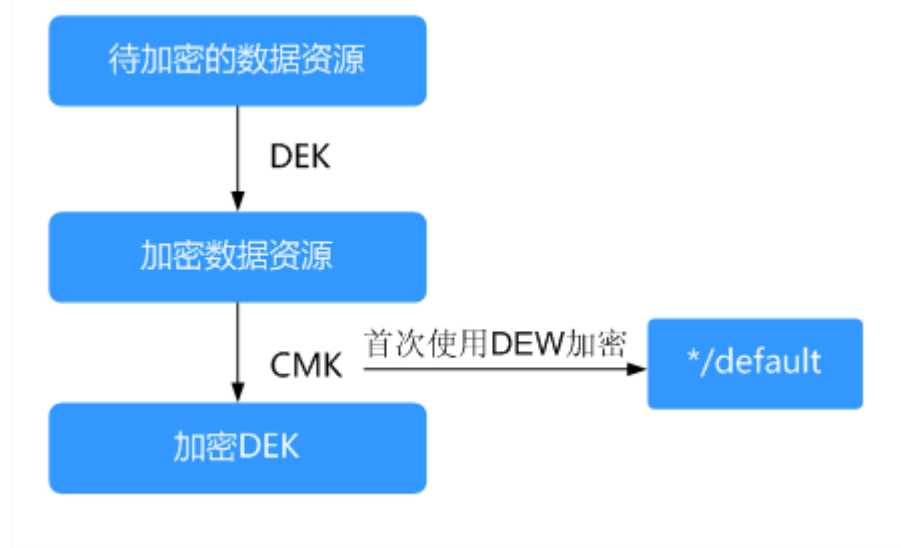 待加密的数据资源
DEK
加密数据资源
首次使用DEW加密
CMK
*/default
加密DEK